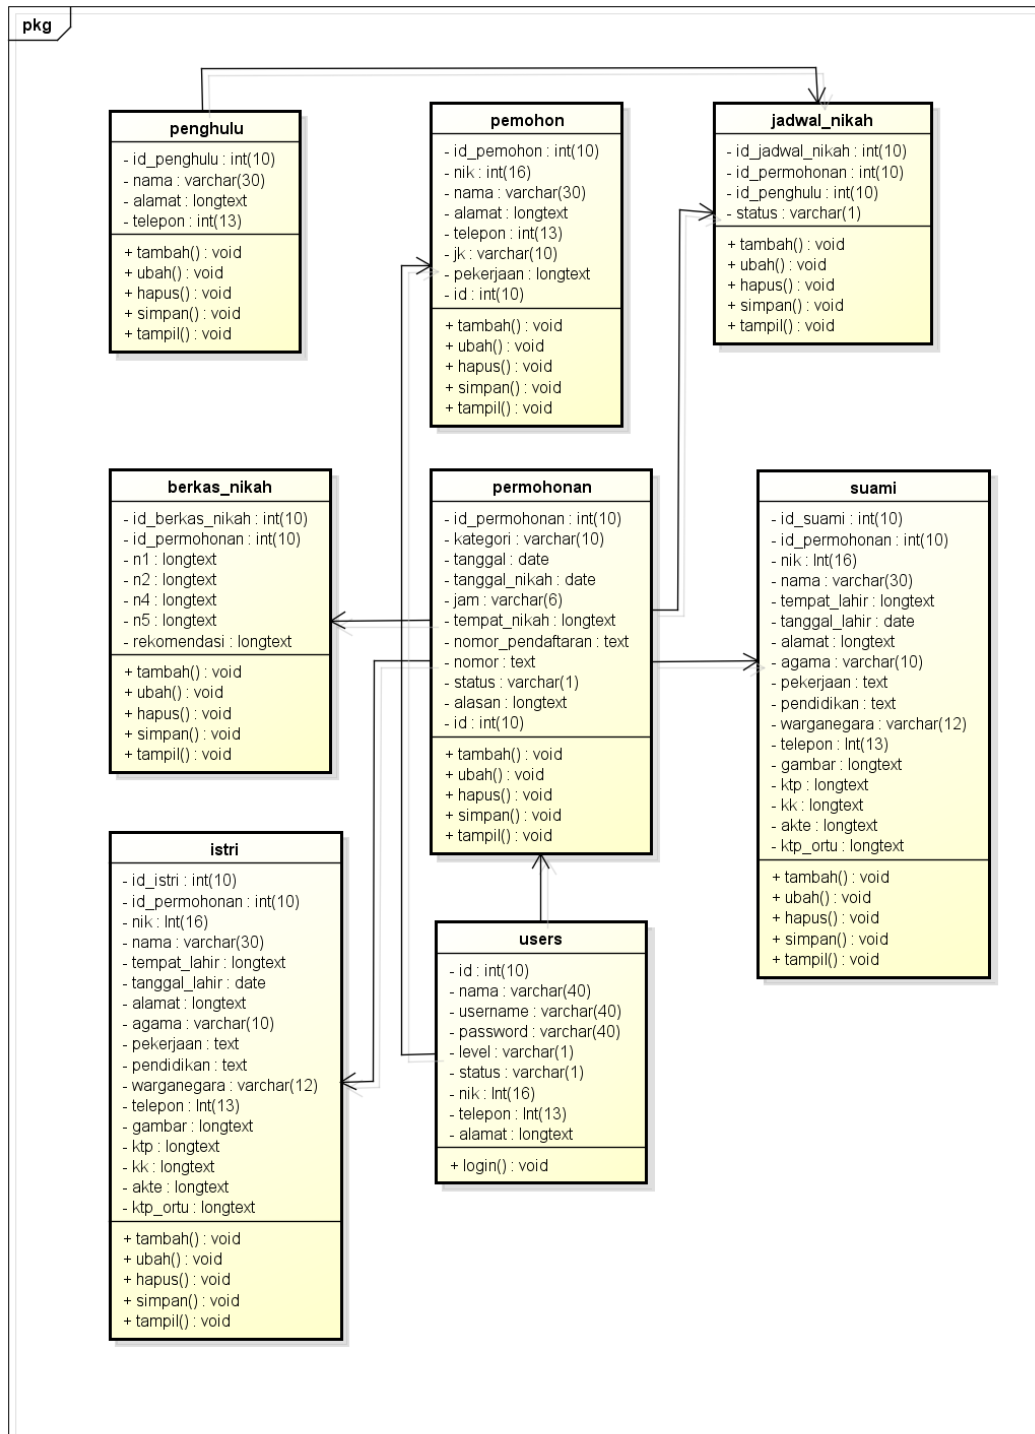 pkg
penghulu
- id_penghulu : int(10)
- nama : varchar(30)
- alamat : longtext
- telepon : int(13)
+ tambah() : void
+ ubah() : void
+ hapus() : void
+ simpan() : void
+ tampil() : void
pemohon
- id_pemohon : int(10)
- nik : int(16)
- nama : varchar(30)
- alamat : longtext
- telepon : int(13)
- jk : varchar(10)
- pekerjaan : longtext
- id : int(10)
+ tambah() : void
+ ubah() : void
+ hapus() : void
+ simpan() : void
+ tampil() : void
jadwal_nikah
- id_jadwal_nikah : int(10)
- id_permohonan : int(10)
- id_penghulu : int(10)
- status : varchar(1)
+ tambah() : void
+ ubah() : void
+ hapus() : void
+ simpan() : void
+ tampil() : void
berkas_nikah
- id_berkas_nikah : int(10)
- id_permohonan : int(10)
- n1 : longtext
- n2 : longtext
- n4 : longtext
- n5 : longtext
- rekomendasi : longtext
+ tambah() : void
+ ubah() : void
+ hapus() : void
+ simpan() : void
+ tampil() : void
permohonan
- id_permohonan : int(10)
- kategori : varchar(10)
- tanggal : date
- tanggal_nikah : date
- jam : varchar(6)
- tempat_nikah : longtext
- nomor_pendaftaran : text
- nomor : text
- status : varchar(1)
- alasan : longtext
- id : int(10)
+ tambah() : void
+ ubah() : void
+ hapus() : void
+ simpan() : void
+ tampil() : void
suami
- id_suami : int(10)
- id_permohonan : int(10)
- nik : Int(16)
- nama : varchar(30)
- tempat_lahir : longtext
- tanggal_lahir : date
- alamat : longtext
- agama : varchar(10)
- pekerjaan : text
- pendidikan : text
- warganegara : varchar(12)
- telepon : Int(13)
- gambar : longtext
- ktp : longtext
- kk : longtext
- akte : longtext
- ktp_ortu : longtext
+ tambah() : void
+ ubah() : void
+ hapus() : void
+ simpan() : void
+ tampil() : void
istri
- id_istri : int(10)
- id_permohonan : int(10)
- nik : Int(16)
- nama : varchar(30)
- tempat_lahir : longtext
- tanggal_lahir : date
- alamat : longtext
- agama : varchar(10)
- pekerjaan : text
- pendidikan : text
- warganegara : varchar(12)
- telepon : Int(13)
- gambar : longtext
- ktp : longtext
- kk : longtext
- akte : longtext
- ktp_ortu : longtext
+ tambah() : void
+ ubah() : void
+ hapus() : void
+ simpan() : void
+ tampil() : void
users
- id : int(10)
- nama : varchar(40)
- username : varchar(40)
- password : varchar(40)
- level : varchar(1)
- status : varchar(1)
- nik : Int(16)
- telepon : Int(13)
- alamat : longtext
+ login() : void